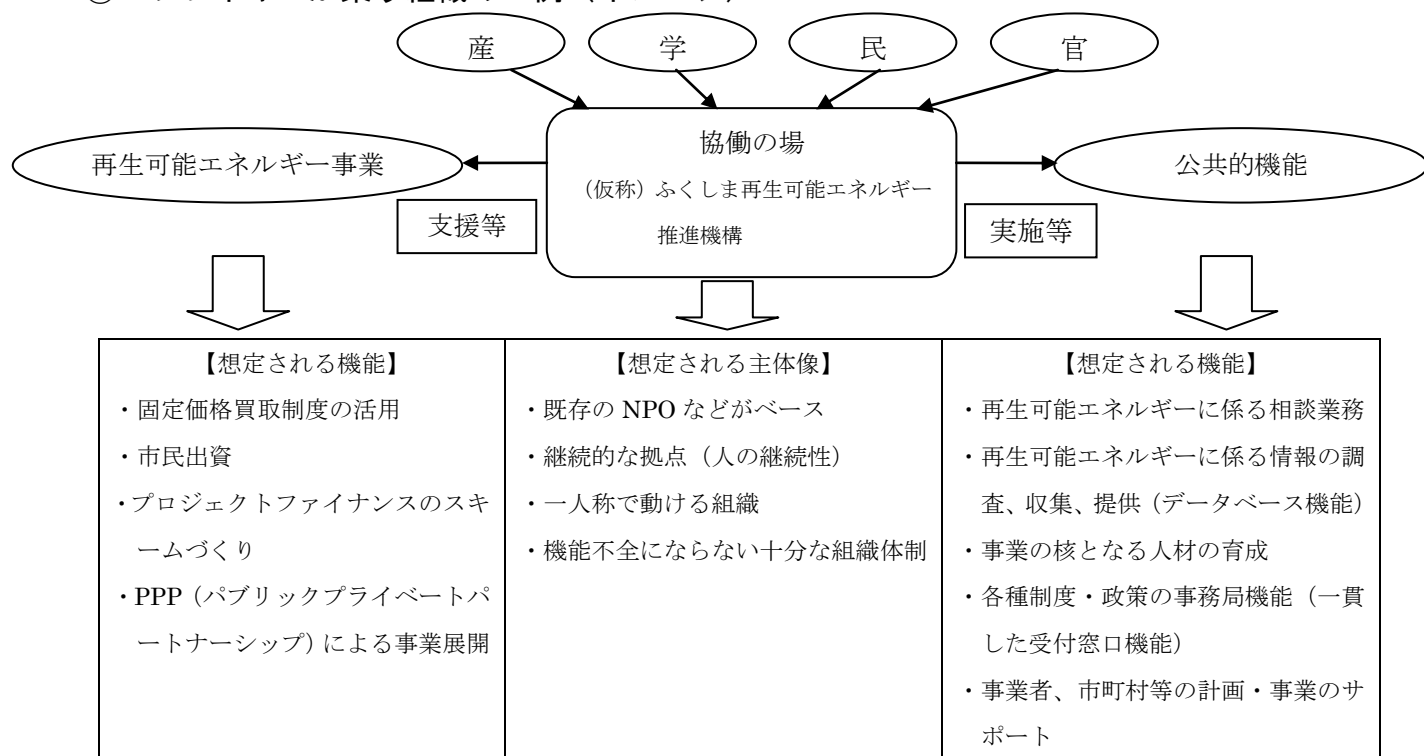 産
学
民
官
協働の場
(仮称)ふくしま再生可能エネルギー
推進機構
再生可能エネルギー事業
公共的機能
支援等
実施等
【想定される機能】
・固定価格買取制度の活用
・市民出資
・プロジェクトファイナンスのスキ
ームづくり
・PPP(パブリックプライベートパ
ートナーシップ)による事業展開
【想定される主体像】
・既存の NPO などがベース
・継続的な拠点(人の継続性)
・一人称で動ける組織
・機能不全にならない十分な組織体制
【想定される機能】
・再生可能エネルギーに係る相談業務
・再生可能エネルギーに係る情報の調
査、収集、提供(データベース機能)
・事業の核となる人材の育成
・各種制度・政策の事務局機能(一貫
した受付窓口機能)
・事業者、市町村等の計画・事業のサ
ポート